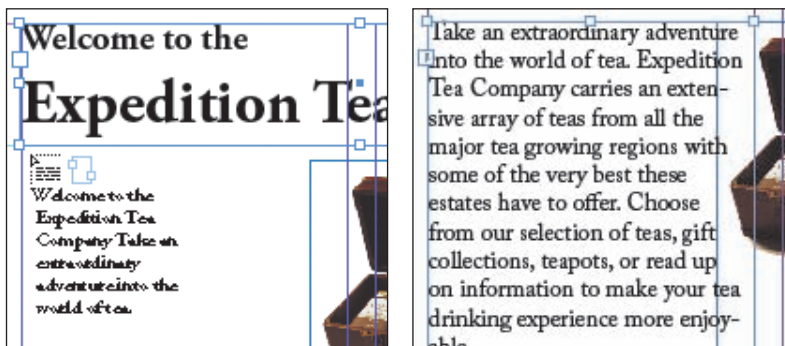 Welcome to the
Expedition Tea
Welcome to the
Expedition Tea
Company Take an
extraordinary
adventure into the
world of tea.
Take an extraordinary adventure
into the world of tea. Expedition
Tea Company carries an exten-
sive array of teas from all the
major tea growing regions with
some of the very best these
estates have to offer. Choose
from our selection of teas, gift
collections, teapots, or read up
on information to make your tea
drinking experience more enjoy-
able.